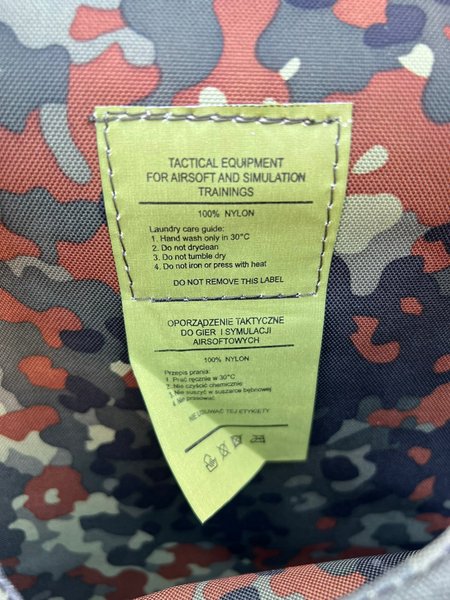 TACTICAL EQUIPMENT
FOR AIRSOFT AND SIMULATION
TRAININGS
100% NYLON
Laundry care guide:
1. Hand wash only in 30°C
2. Do not dryclean
3. Do not tumble dry
4. Do not iron or press with heat
DO NOT REMOVE THIS LABEL
OPORZĄDZENIE TAKTYCZNE
DO GIER I SYMULACJI
AIRSOFTOWYCH
100% NYLON
Przepis prania:
1. Prać ręcznie w 30°C
2. Nie czyścić chemicznie
3. Nie suszyć w suszarce bębnowej
4. Nie prasować
NIE USUWAĆ TEJ ETYKIETY